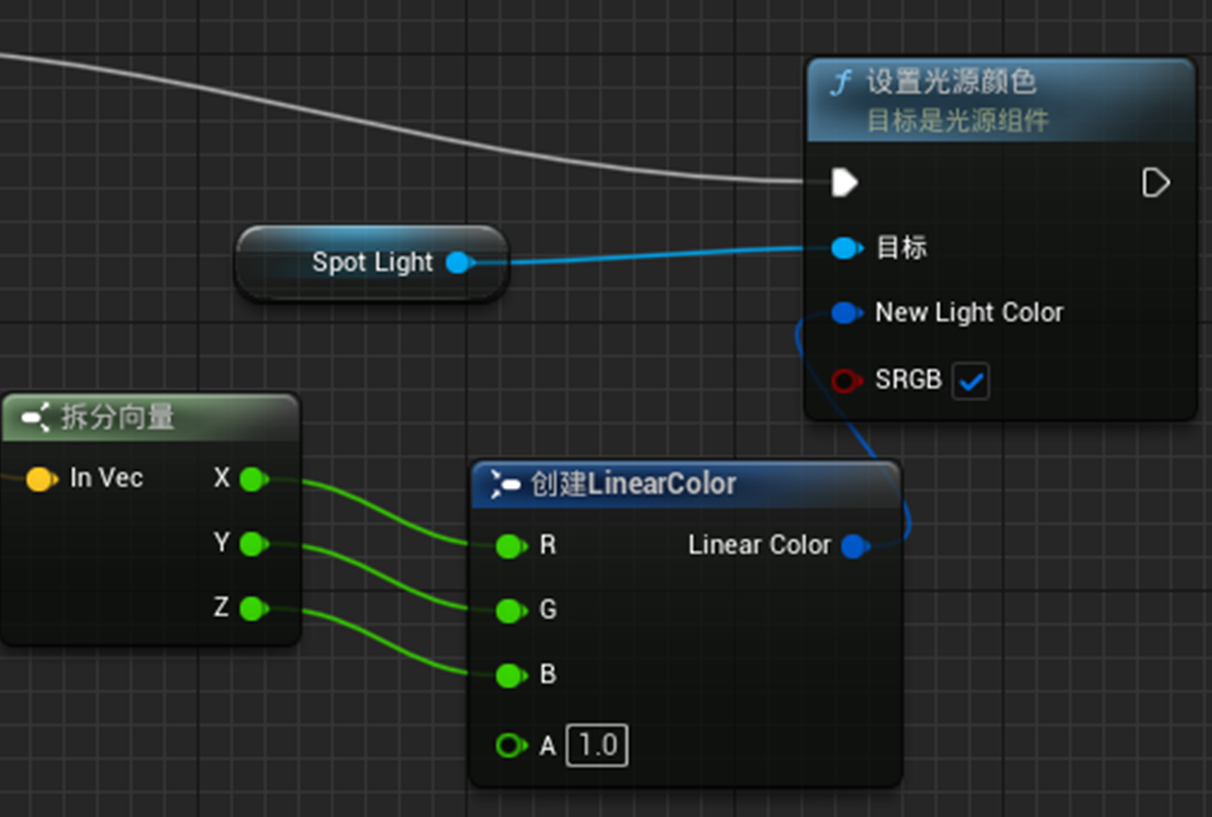 设置光源颜色
目标是光源组件
Spot Light
目标
New Light Color
SRGB
拆分向量
In Vec X
Y
Z
创建LinearColor
R Linear Color
G
B
A 1.0